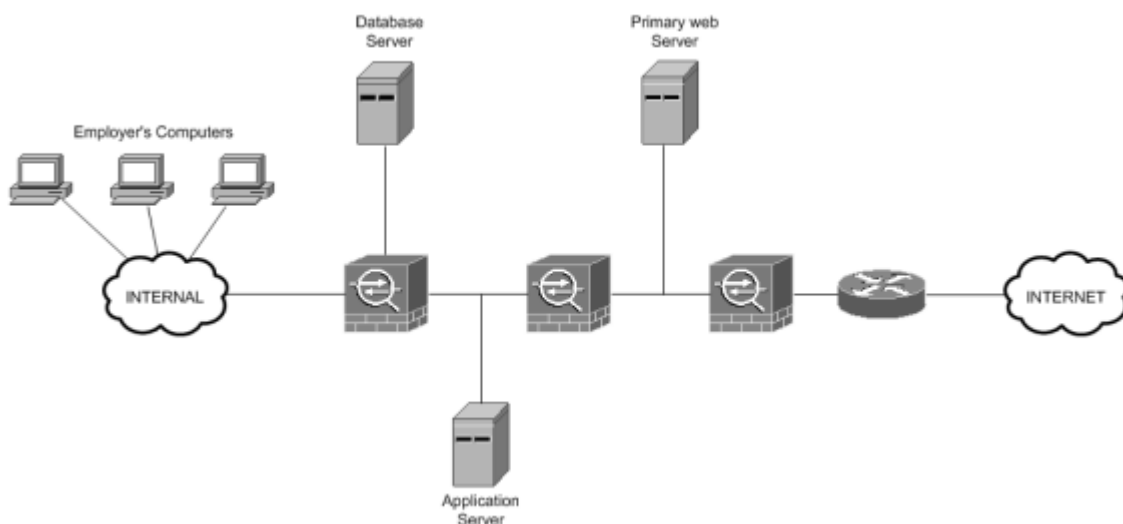 Database
Server
Primary web
Server
Employer's Computers
INTERNAL
INTERNET
Application
Server